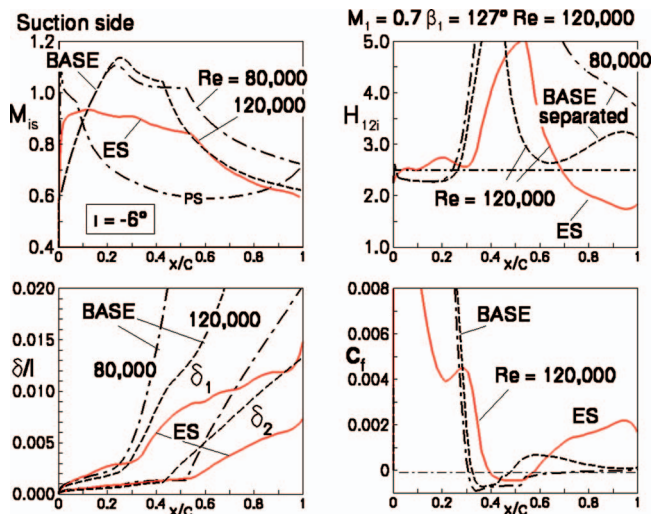 Suction side
M₁ = 0.7 β₁ = 127° Re = 120,000
1.2
BASE
Re = 80,000
1.0
120,000
M_is
0.8
ES
0.6
PS
I = -6°
0.4
0 0.2 0.4 0.6 0.8 1
x/c
5.0
80,000
4.0
BASE
separated
H_12i
3.0
2.0
Re = 120,000
ES
1.0
0 0.2 0.4 0.6 0.8 1
x/c
0.020
BASE
120,000
0.015
80,000
δ/l
δ₁
0.010
ES
δ₂
0.005
0.000
0 0.2 0.4 0.6 0.8 1
x/c
0.008
BASE
0.006
C_f
Re = 120,000
0.004
ES
0.002
0
0 0.2 0.4 0.6 0.8 1
x/c